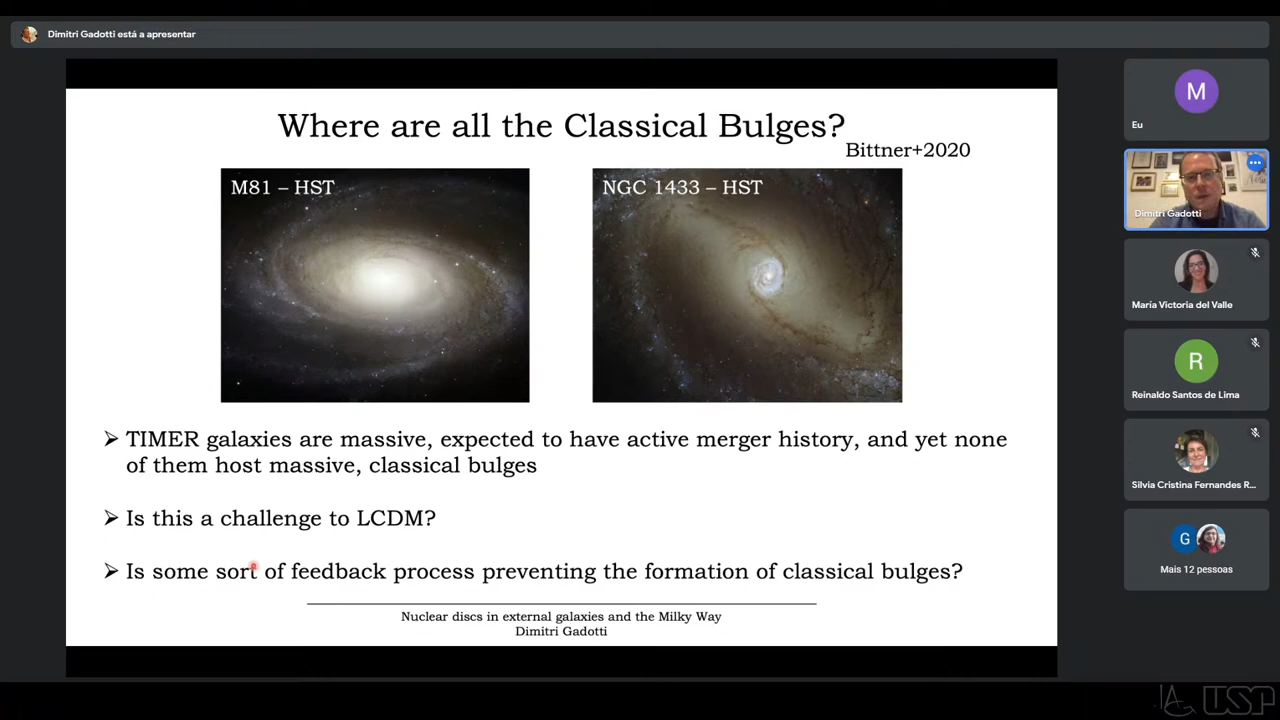 Dimitri Gadotti está a apresentar
Where are all the Classical Bulges?
Bittner+2020
M81 – HST
NGC 1433 – HST
➢ TIMER galaxies are massive, expected to have active merger history, and yet none
of them host massive, classical bulges
➢ Is this a challenge to LCDM?
➢ Is some sort of feedback process preventing the formation of classical bulges?
Nuclear discs in external galaxies and the Milky Way
Dimitri Gadotti
M
Eu
Dimitri Gadotti
María Victoria del Valle
R
Reinaldo Santos de Lima
Silvia Cristina Fernandes R...
G
Mais 12 pessoas
IAG USP